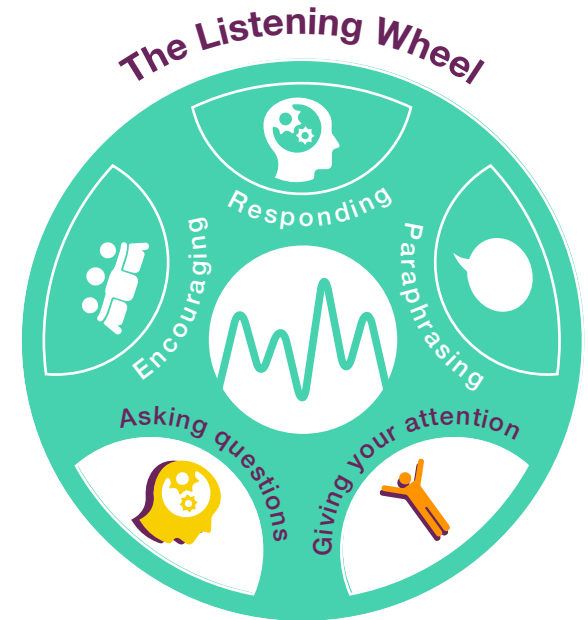 The Listening Wheel
Responding
Encouraging
Paraphrasing
Asking questions
Giving your attention